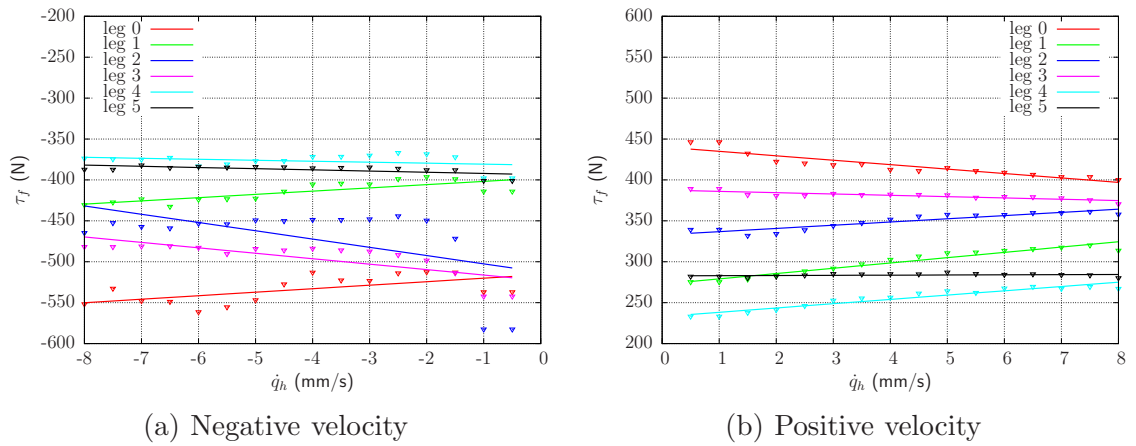 -200
-250
-300
-350
-400
-450
-500
-550
-600
τf (N)
leg 0
leg 1
leg 2
leg 3
leg 4
leg 5
-8 -7 -6 -5 -4 -3 -2 -1 0
q̇h (mm/s)
(a) Negative velocity
600
550
500
450
400
350
300
250
200
τf (N)
leg 0
leg 1
leg 2
leg 3
leg 4
leg 5
0 1 2 3 4 5 6 7 8
q̇h (mm/s)
(b) Positive velocity